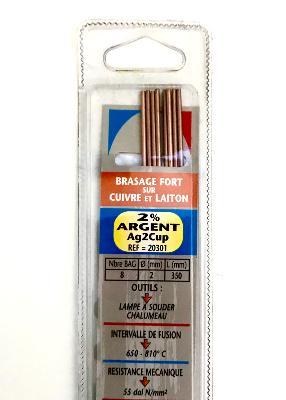 BRASAGE FORT
SUR
CUIVRE ET LAITON
2%
ARGENT
Ag2Cup
REF = 20301
Nbre BAG Ø (mm) L (mm)
8 2 350
OUTILS :
LAMPE A SOUDER
CHALUMEAU
INTERVALLE DE FUSION
650 - 810° C
RESISTANCE MECANIQUE
55 daN/mm²